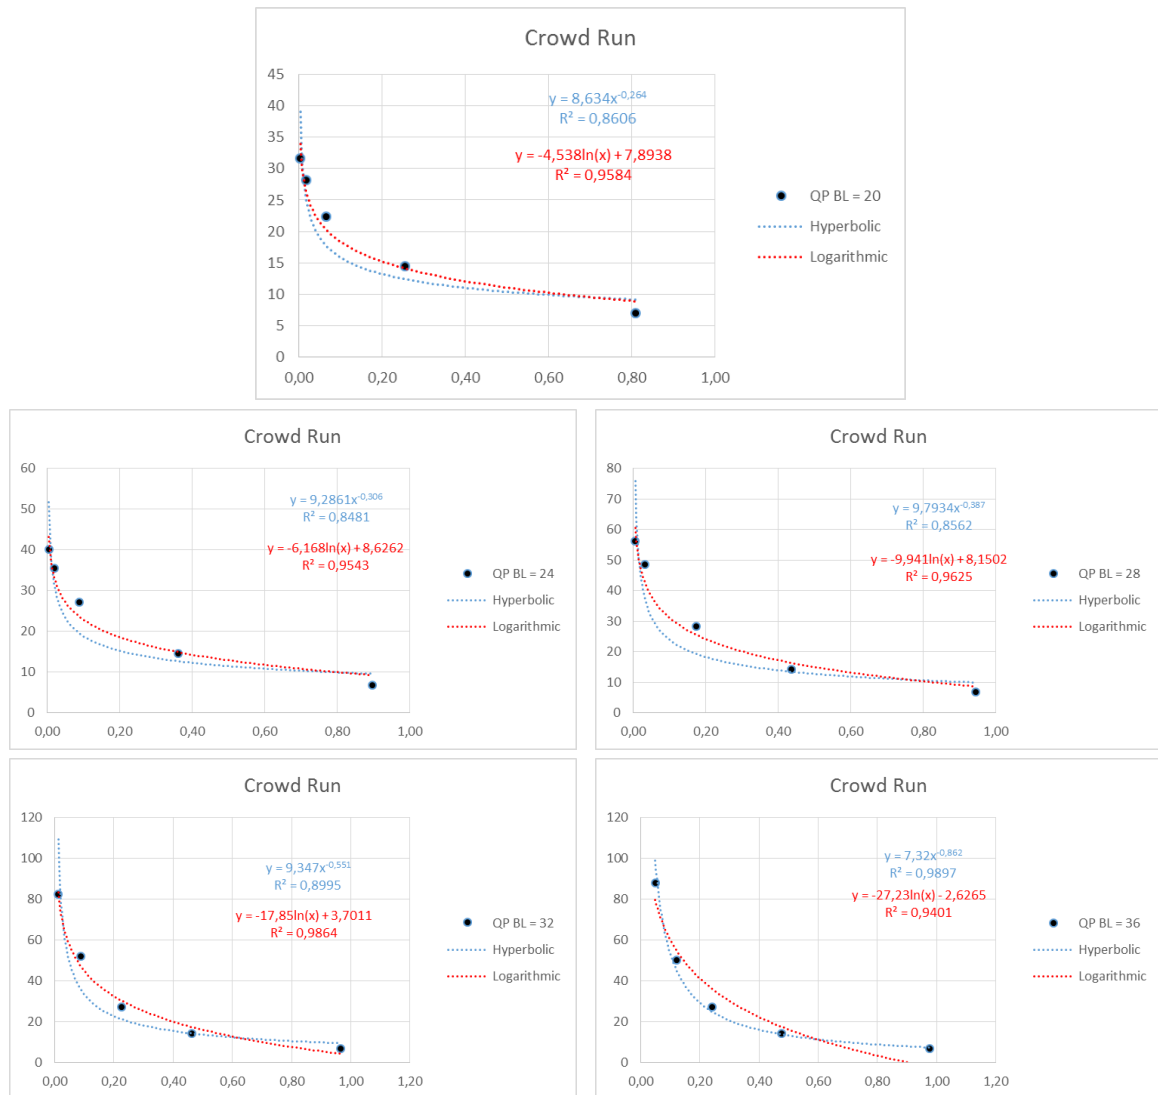 Crowd Run
45
40
35
30
25
20
15
10
5
0
0,00 0,20 0,40 0,60 0,80 1,00
y = 8,634x^-0,264
R² = 0,8606
y = -4,538ln(x) + 7,8938
R² = 0,9584
QP BL = 20
Hyperbolic
Logarithmic
Crowd Run
60
50
40
30
20
10
0
0,00 0,20 0,40 0,60 0,80 1,00
y = 9,2861x^-0,306
R² = 0,8481
y = -6,168ln(x) + 8,6262
R² = 0,9543
QP BL = 24
Hyperbolic
Logarithmic
Crowd Run
80
70
60
50
40
30
20
10
0
0,00 0,20 0,40 0,60 0,80 1,00
y = 9,7934x^-0,387
R² = 0,8562
y = -9,941ln(x) + 8,1502
R² = 0,9625
QP BL = 28
Hyperbolic
Logarithmic
Crowd Run
120
100
80
60
40
20
0
0,00 0,20 0,40 0,60 0,80 1,00 1,20
y = 9,347x^-0,551
R² = 0,8995
y = -17,85ln(x) + 3,7011
R² = 0,9864
QP BL = 32
Hyperbolic
Logarithmic
Crowd Run
120
100
80
60
40
20
0
0,00 0,20 0,40 0,60 0,80 1,00 1,20
y = 7,32x^-0,862
R² = 0,9897
y = -27,23ln(x) - 2,6265
R² = 0,9401
QP BL = 36
Hyperbolic
Logarithmic